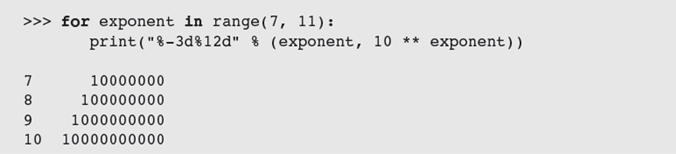 >>> for exponent in range(7, 11):
        print("%-3d%12d" % (exponent, 10 ** exponent))
7      10000000
8     100000000
9    1000000000
10  10000000000